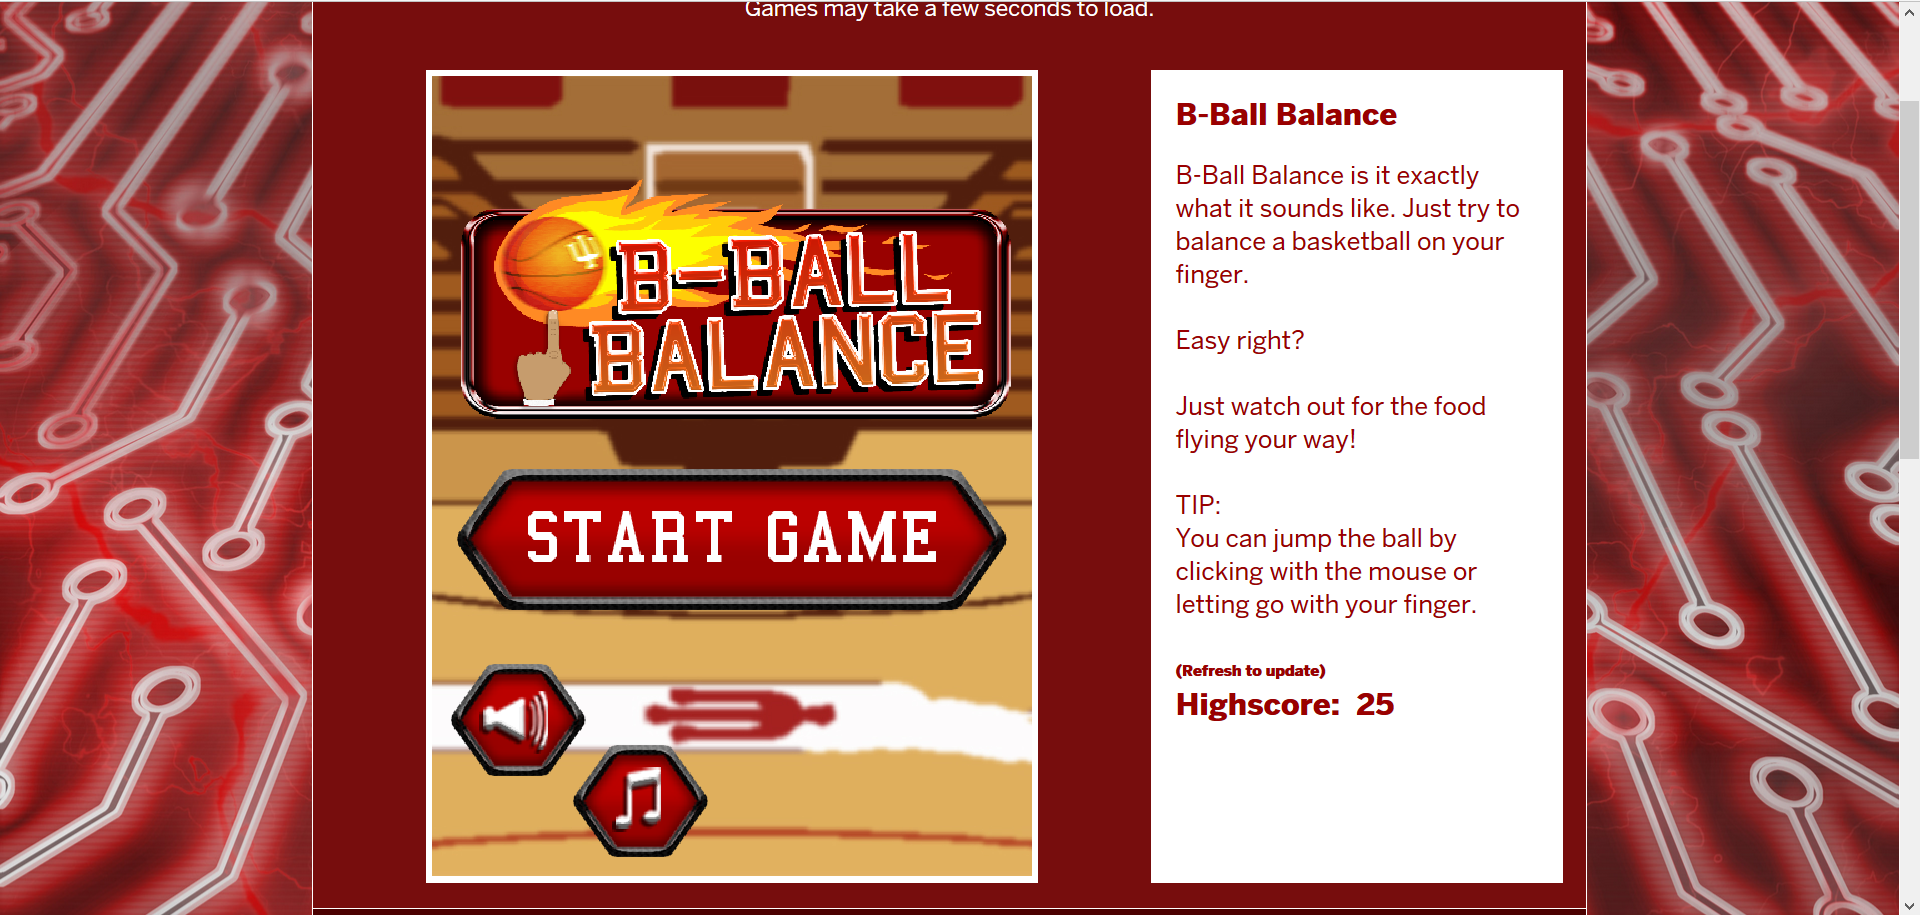 Games may take a few seconds to load.
B-BALL
BALANCE
START GAME
B-Ball Balance
B-Ball Balance is it exactly
what it sounds like. Just try to
balance a basketball on your
finger.
Easy right?
Just watch out for the food
flying your way!
TIP:
You can jump the ball by
clicking with the mouse or
letting go with your finger.
(Refresh to update)
Highscore: 25